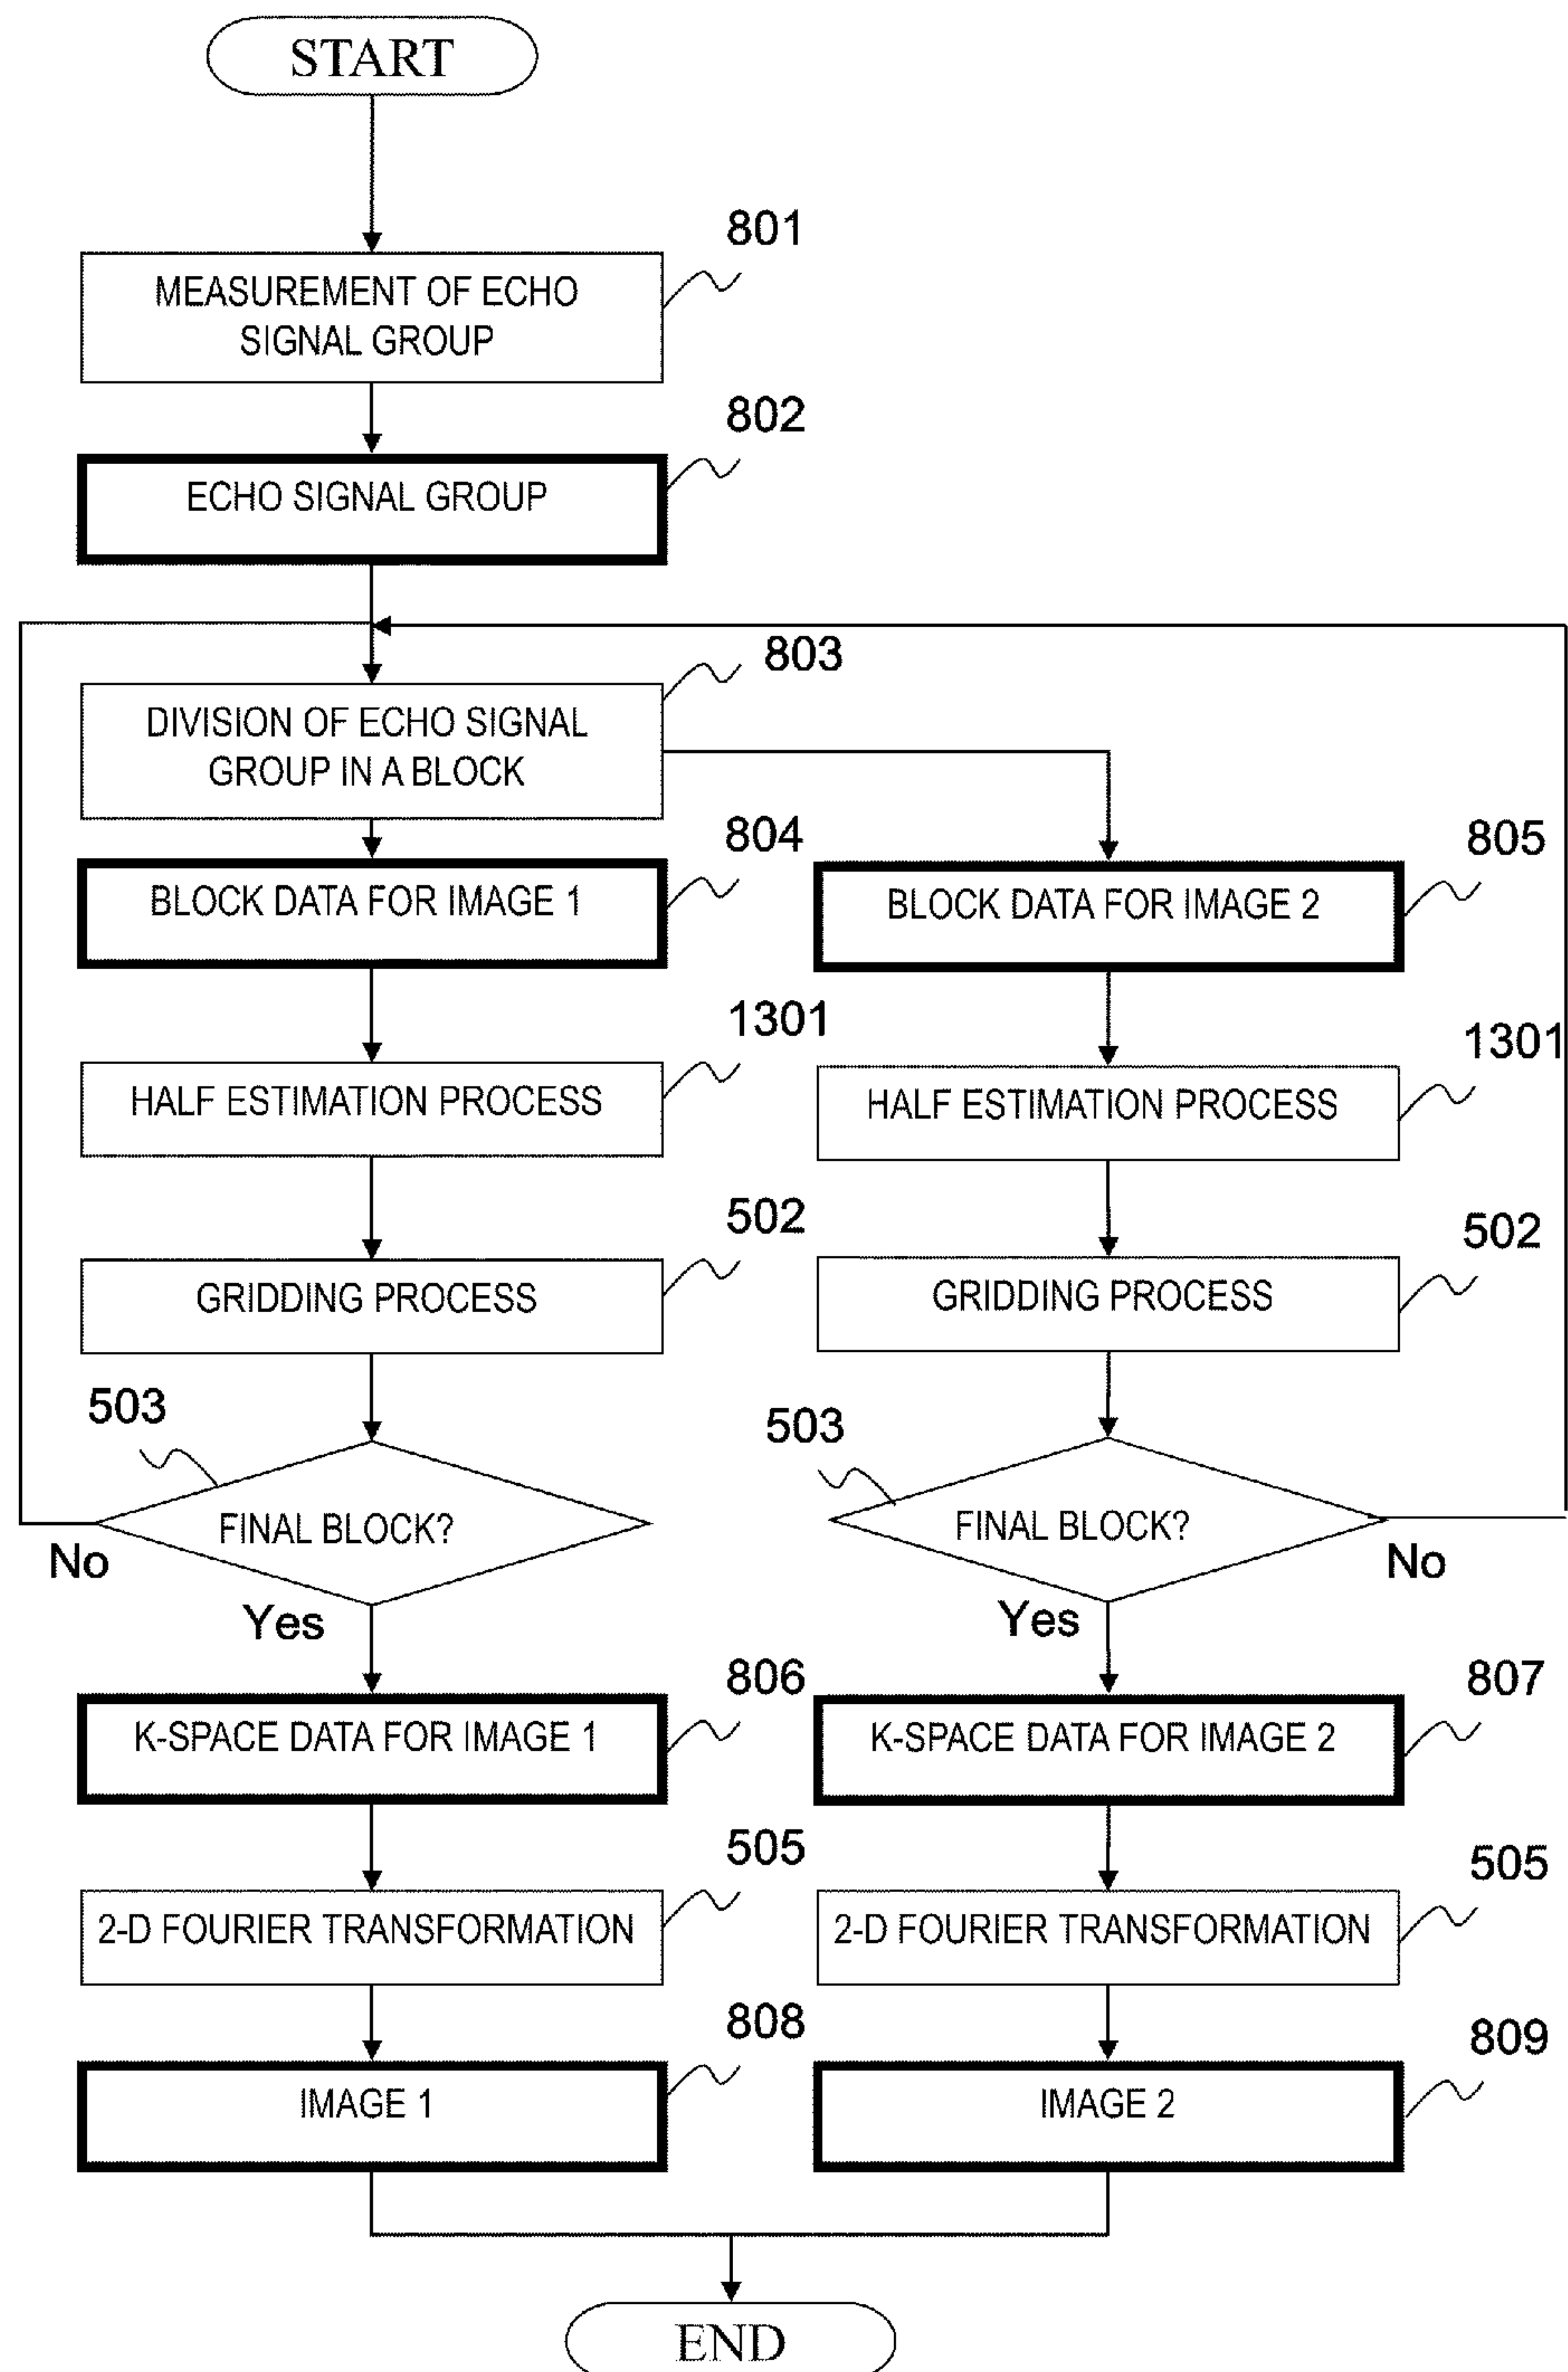 START
801
MEASUREMENT OF ECHO
SIGNAL GROUP
802
ECHO SIGNAL GROUP
803
DIVISION OF ECHO SIGNAL
GROUP IN A BLOCK
804
BLOCK DATA FOR IMAGE 1
805
BLOCK DATA FOR IMAGE 2
1301
HALF ESTIMATION PROCESS
1301
HALF ESTIMATION PROCESS
502
GRIDDING PROCESS
502
GRIDDING PROCESS
503
FINAL BLOCK?
No
Yes
503
FINAL BLOCK?
No
Yes
806
K-SPACE DATA FOR IMAGE 1
807
K-SPACE DATA FOR IMAGE 2
505
2-D FOURIER TRANSFORMATION
505
2-D FOURIER TRANSFORMATION
808
IMAGE 1
809
IMAGE 2
END